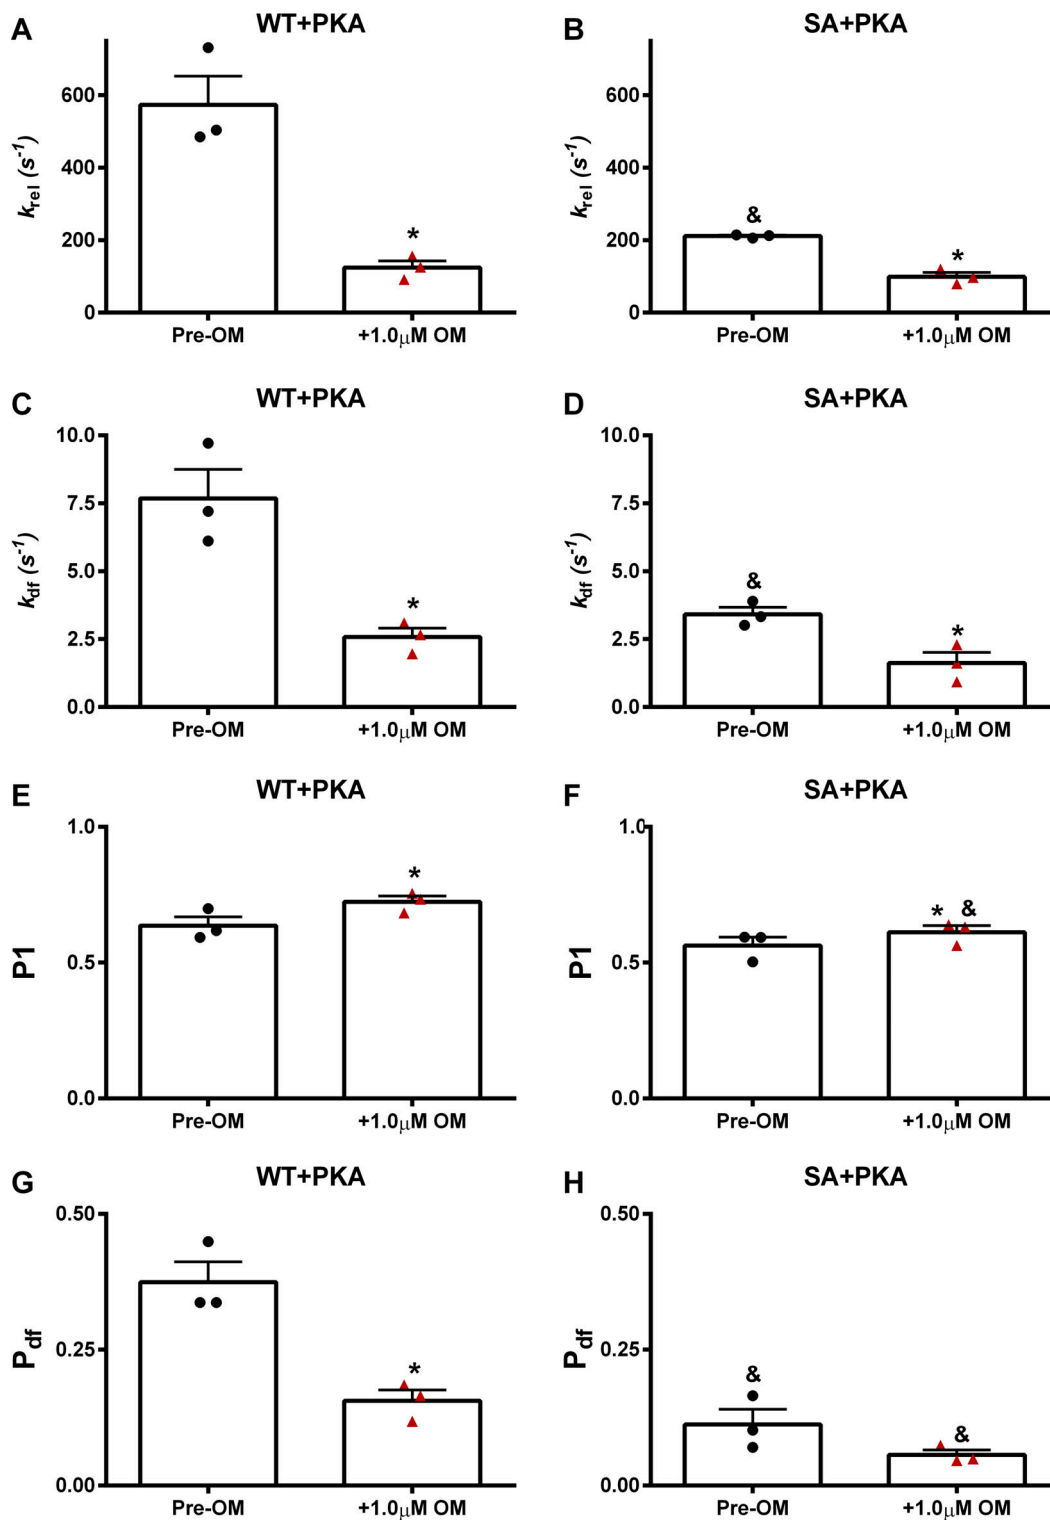 A WT+PKA
600
400
200
0
k_rel (s⁻¹)
*
Pre-OM +1.0μM OM
B SA+PKA
600
400
200
0
k_rel (s⁻¹)
& *
Pre-OM +1.0μM OM
C WT+PKA
10.0
7.5
5.0
2.5
0.0
k_df (s⁻¹)
*
Pre-OM +1.0μM OM
D SA+PKA
10.0
7.5
5.0
2.5
0.0
k_df (s⁻¹)
& *
Pre-OM +1.0μM OM
E WT+PKA
1.0
0.5
0.0
P1
*
Pre-OM +1.0μM OM
F SA+PKA
1.0
0.5
0.0
P1
* &
Pre-OM +1.0μM OM
G WT+PKA
0.50
0.25
0.00
P_df
*
Pre-OM +1.0μM OM
H SA+PKA
0.50
0.25
0.00
P_df
& &
Pre-OM +1.0μM OM